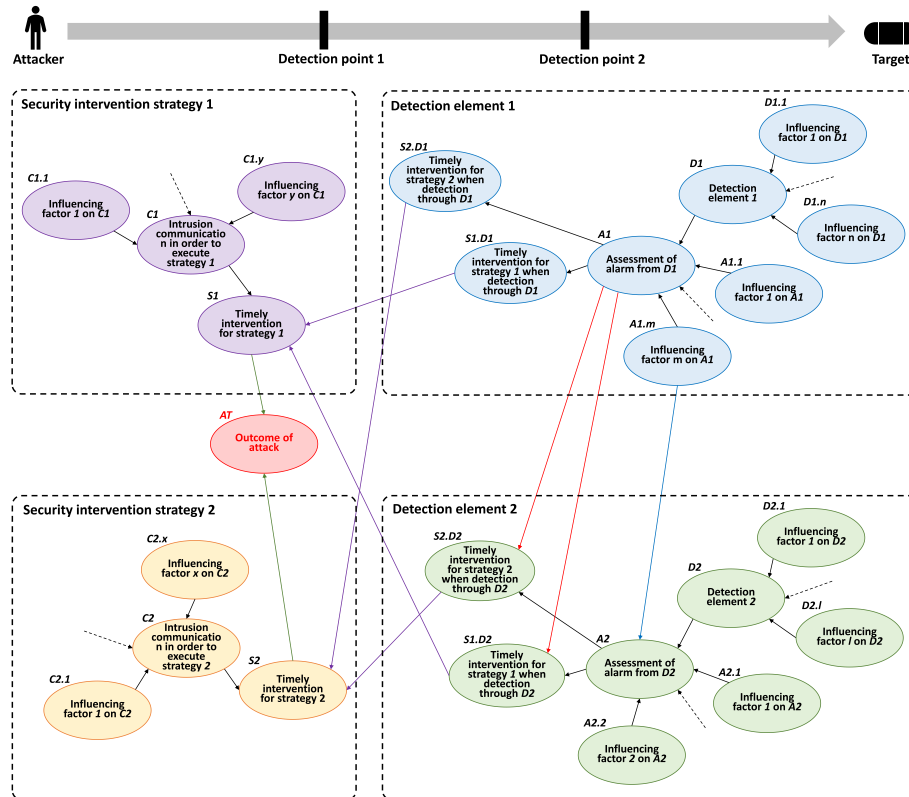 Attacker
Detection point 1
Detection point 2
Target
Security intervention strategy 1
C1.1
Influencing
factor 1 on C1
C1.y
Influencing
factor y on C1
C1
Intrusion
communicatio
n in order to
execute
strategy 1
S1
Timely
intervention
for strategy 1
Detection element 1
S2.D1
Timely
intervention for
strategy 2 when
detection
through D1
S1.D1
Timely
intervention for
strategy 1 when
detection
through D1
A1
Assessment of
alarm from D1
D1
Detection
element 1
D1.1
Influencing
factor 1 on D1
D1.n
Influencing
factor n on D1
A1.1
Influencing
factor 1 on A1
A1.m
Influencing
factor m on A1
AT
Outcome of
attack
Security intervention strategy 2
C2.x
Influencing
factor x on C2
C2
Intrusion
communicatio
n in order to
execute
strategy 2
C2.1
Influencing
factor 1 on C2
S2
Timely
intervention
for strategy 2
Detection element 2
S2.D2
Timely
intervention
for strategy 2
when detection
through D2
S1.D2
Timely
intervention for
strategy 1 when
detection
through D2
A2
Assessment of
alarm from D2
D2
Detection
element 2
D2.1
Influencing
factor 1 on D2
D2.l
Influencing
factor l on D2
A2.1
Influencing
factor 1 on A2
A2.2
Influencing
factor 2 on A2